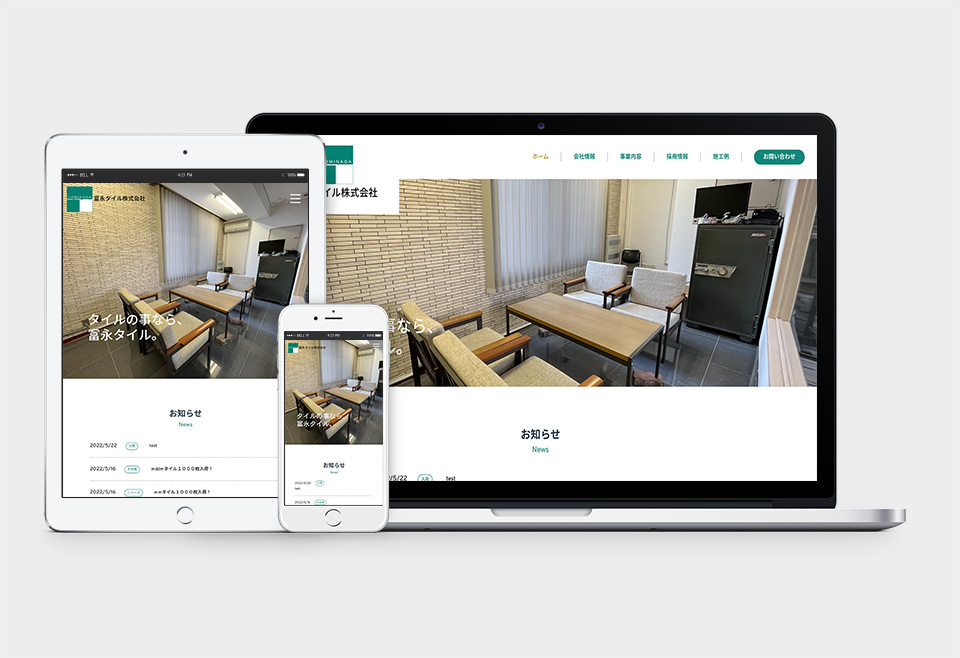 BELL
4:21 PM
100%
富永タイル株式会社
タイルの事なら、
富永タイル。
お知らせ
News
2022/5/22 入荷 test
2022/5/16
タイル１０００枚入荷！
2022/5/16 ニュース
タイル１０００枚入荷！
BELL
4:21 PM
100%
富永タイル株式会社
タイルの事なら、
富永タイル。
お知らせ
News
2022/5/22 入荷
test
2022/5/16
OMINAGA
イル株式会社
ホーム
会社情報
事業内容
採用情報
施工例
お問い合わせ
事なら、
。
お知らせ
News
/5/22 入荷 test